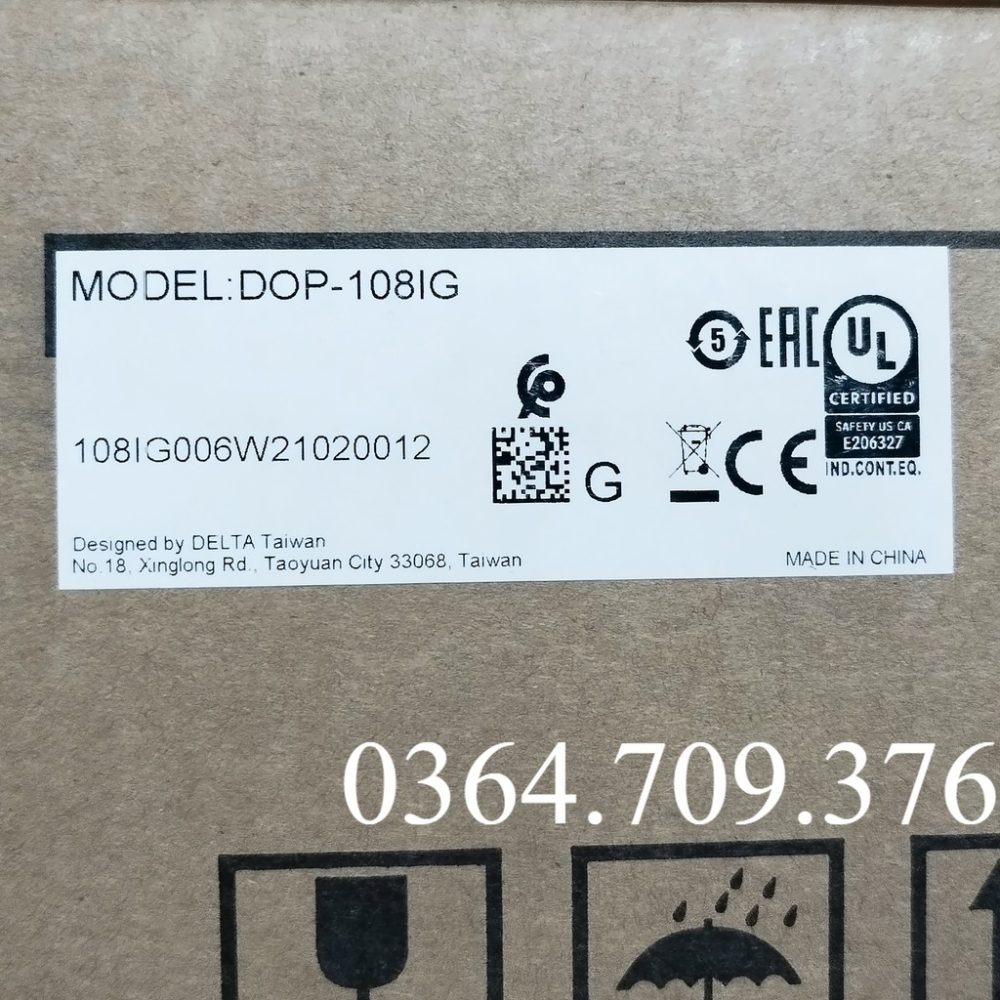 MODEL:DOP-108IG
5
EAC
UL
CERTIFIED
SAFETY US CA
E206327
IND.CONT.EQ.
108IG006W21020012
G
CE
Designed by DELTA Taiwan
No.18, Xinglong Rd., Taoyuan City 33068, Taiwan
MADE IN CHINA
0364.709.376